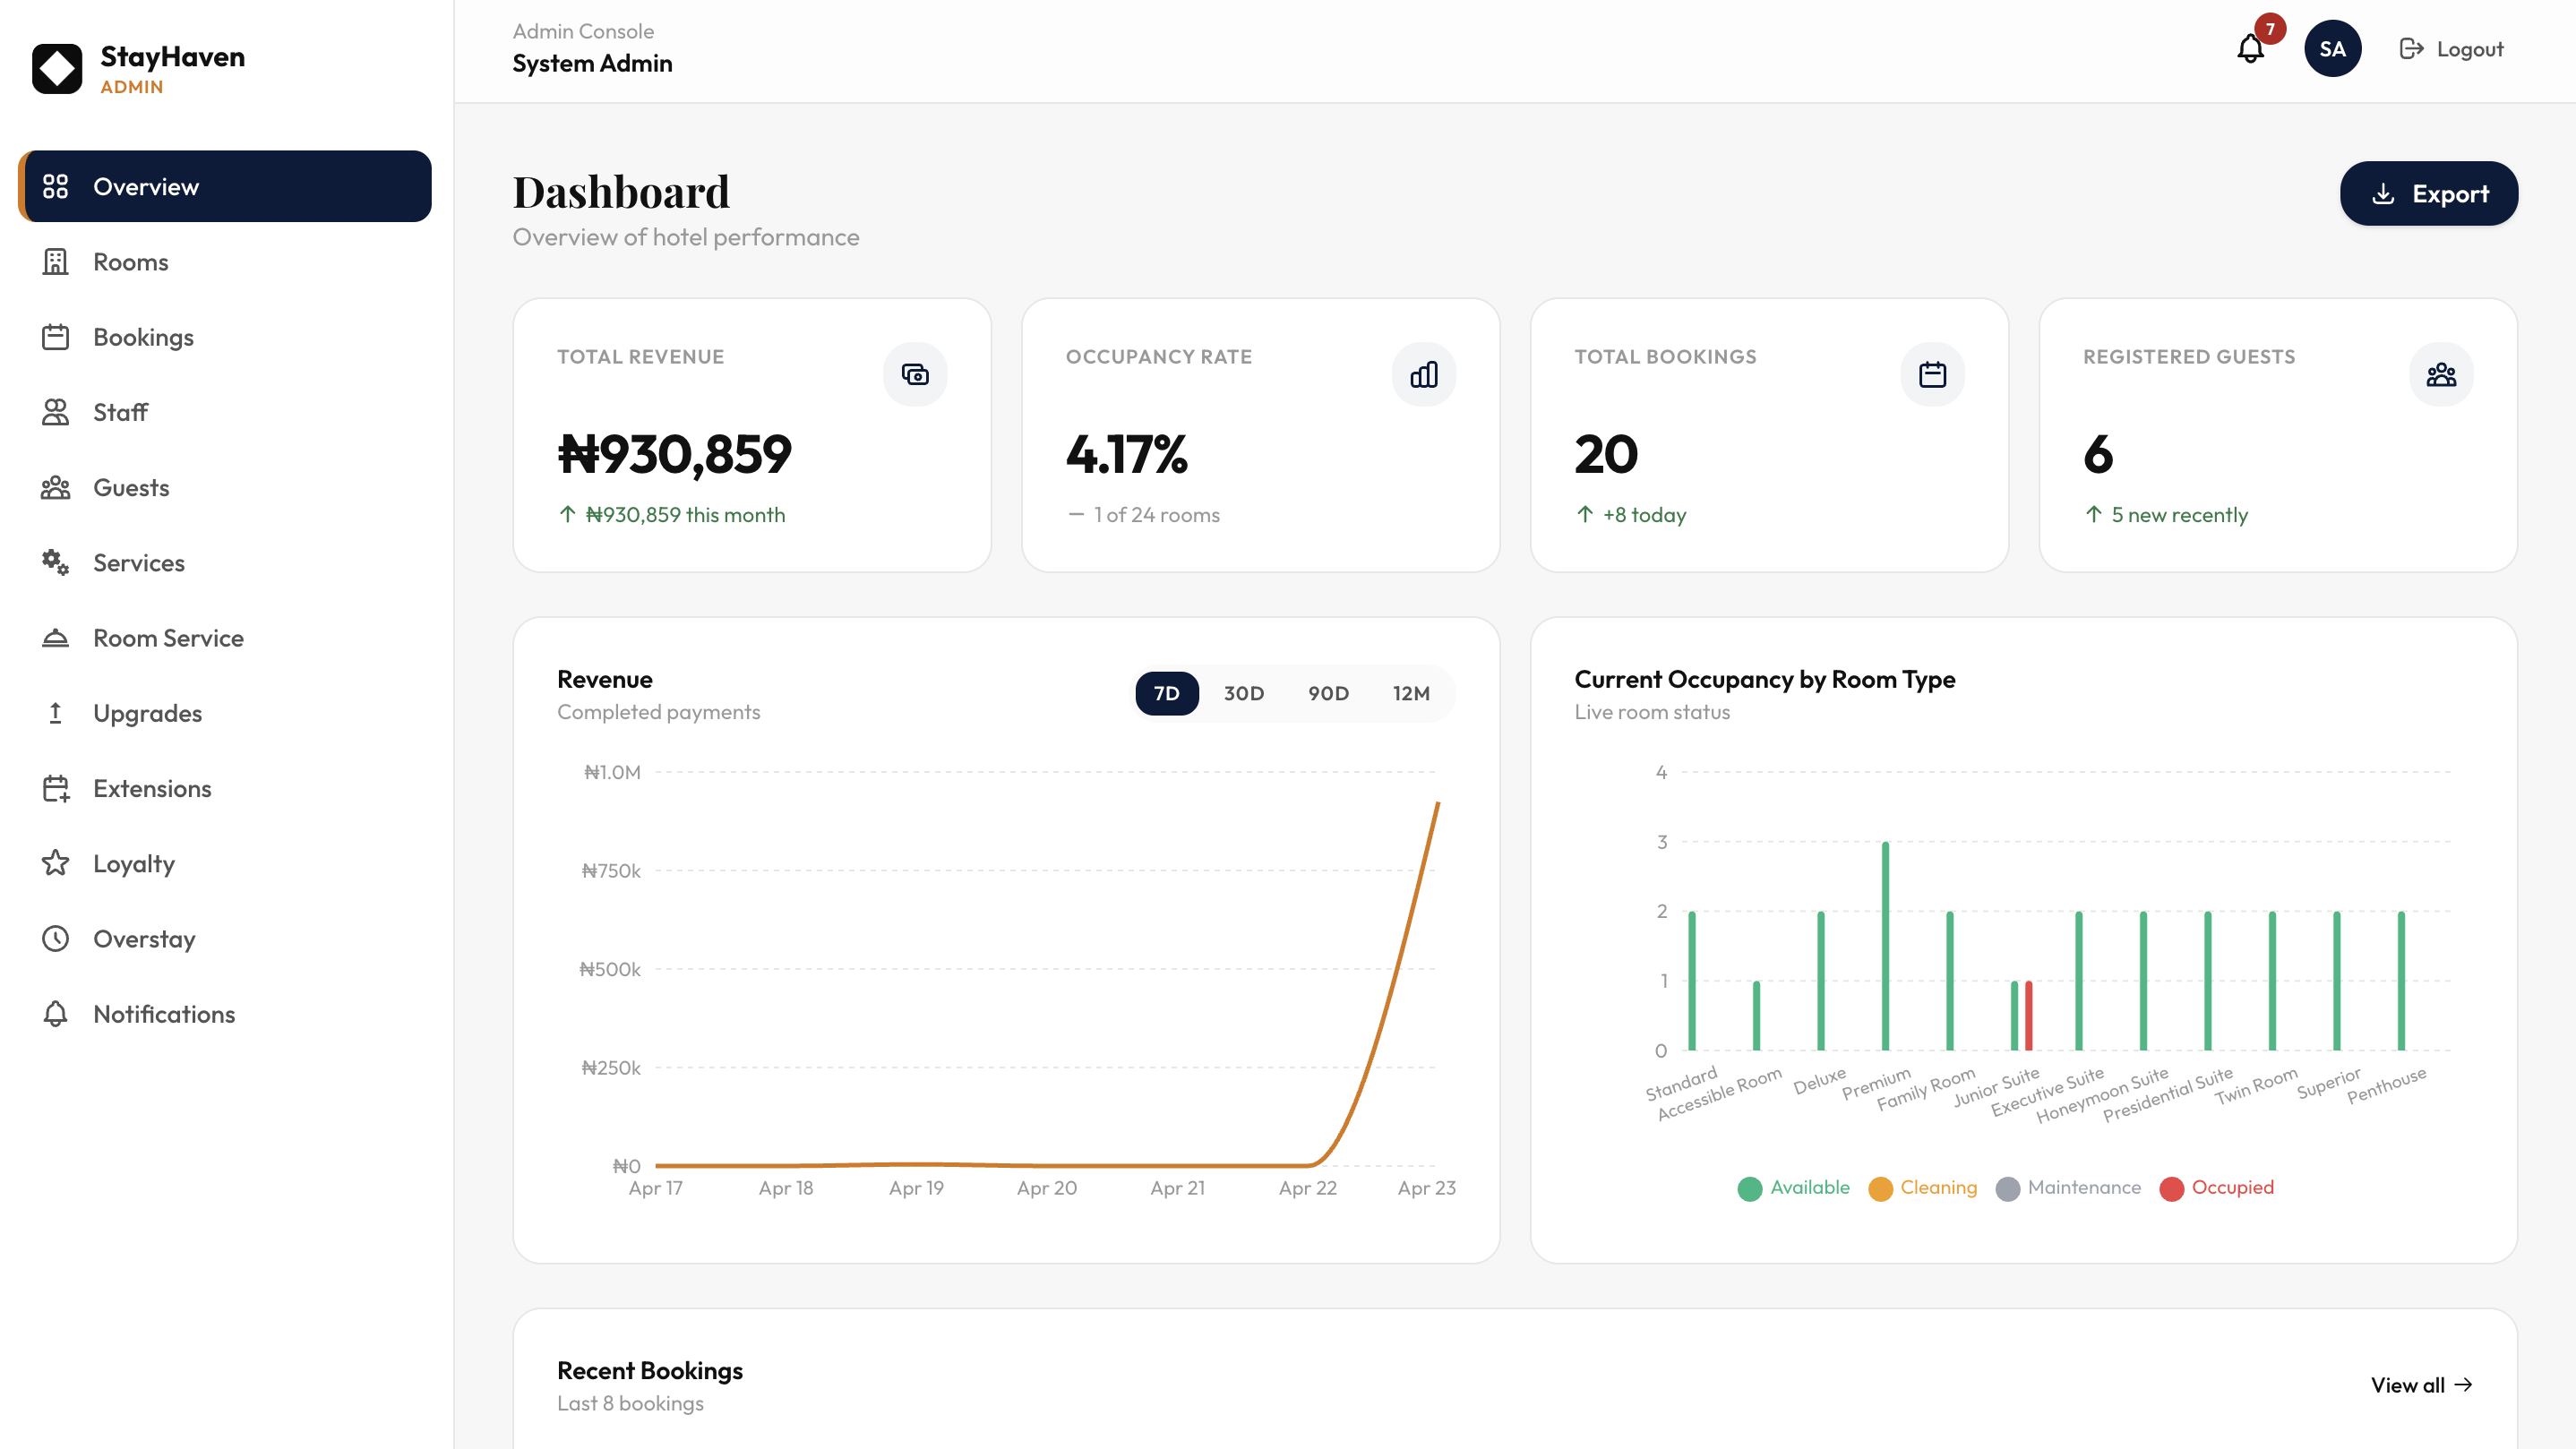 StayHaven
ADMIN
Overview
Rooms
Bookings
Staff
Guests
Services
Room Service
Upgrades
Extensions
Loyalty
Overstay
Notifications
Admin Console
System Admin
7
SA
Logout
Dashboard
Overview of hotel performance
Export
TOTAL REVENUE
₦930,859
↑ ₦930,859 this month
OCCUPANCY RATE
4.17%
— 1 of 24 rooms
TOTAL BOOKINGS
20
↑ +8 today
REGISTERED GUESTS
6
↑ 5 new recently
Revenue
Completed payments
7D 30D 90D 12M
₦1.0M
₦750k
₦500k
₦250k
₦0
Apr 17 Apr 18 Apr 19 Apr 20 Apr 21 Apr 22 Apr 23
Current Occupancy by Room Type
Live room status
4
3
2
1
0
Standard
Accessible Room
Deluxe
Premium
Family Room
Junior Suite
Executive Suite
Honeymoon Suite
Presidential Suite
Twin Room
Superior
Penthouse
Available Cleaning Maintenance Occupied
Recent Bookings
Last 8 bookings
View all →